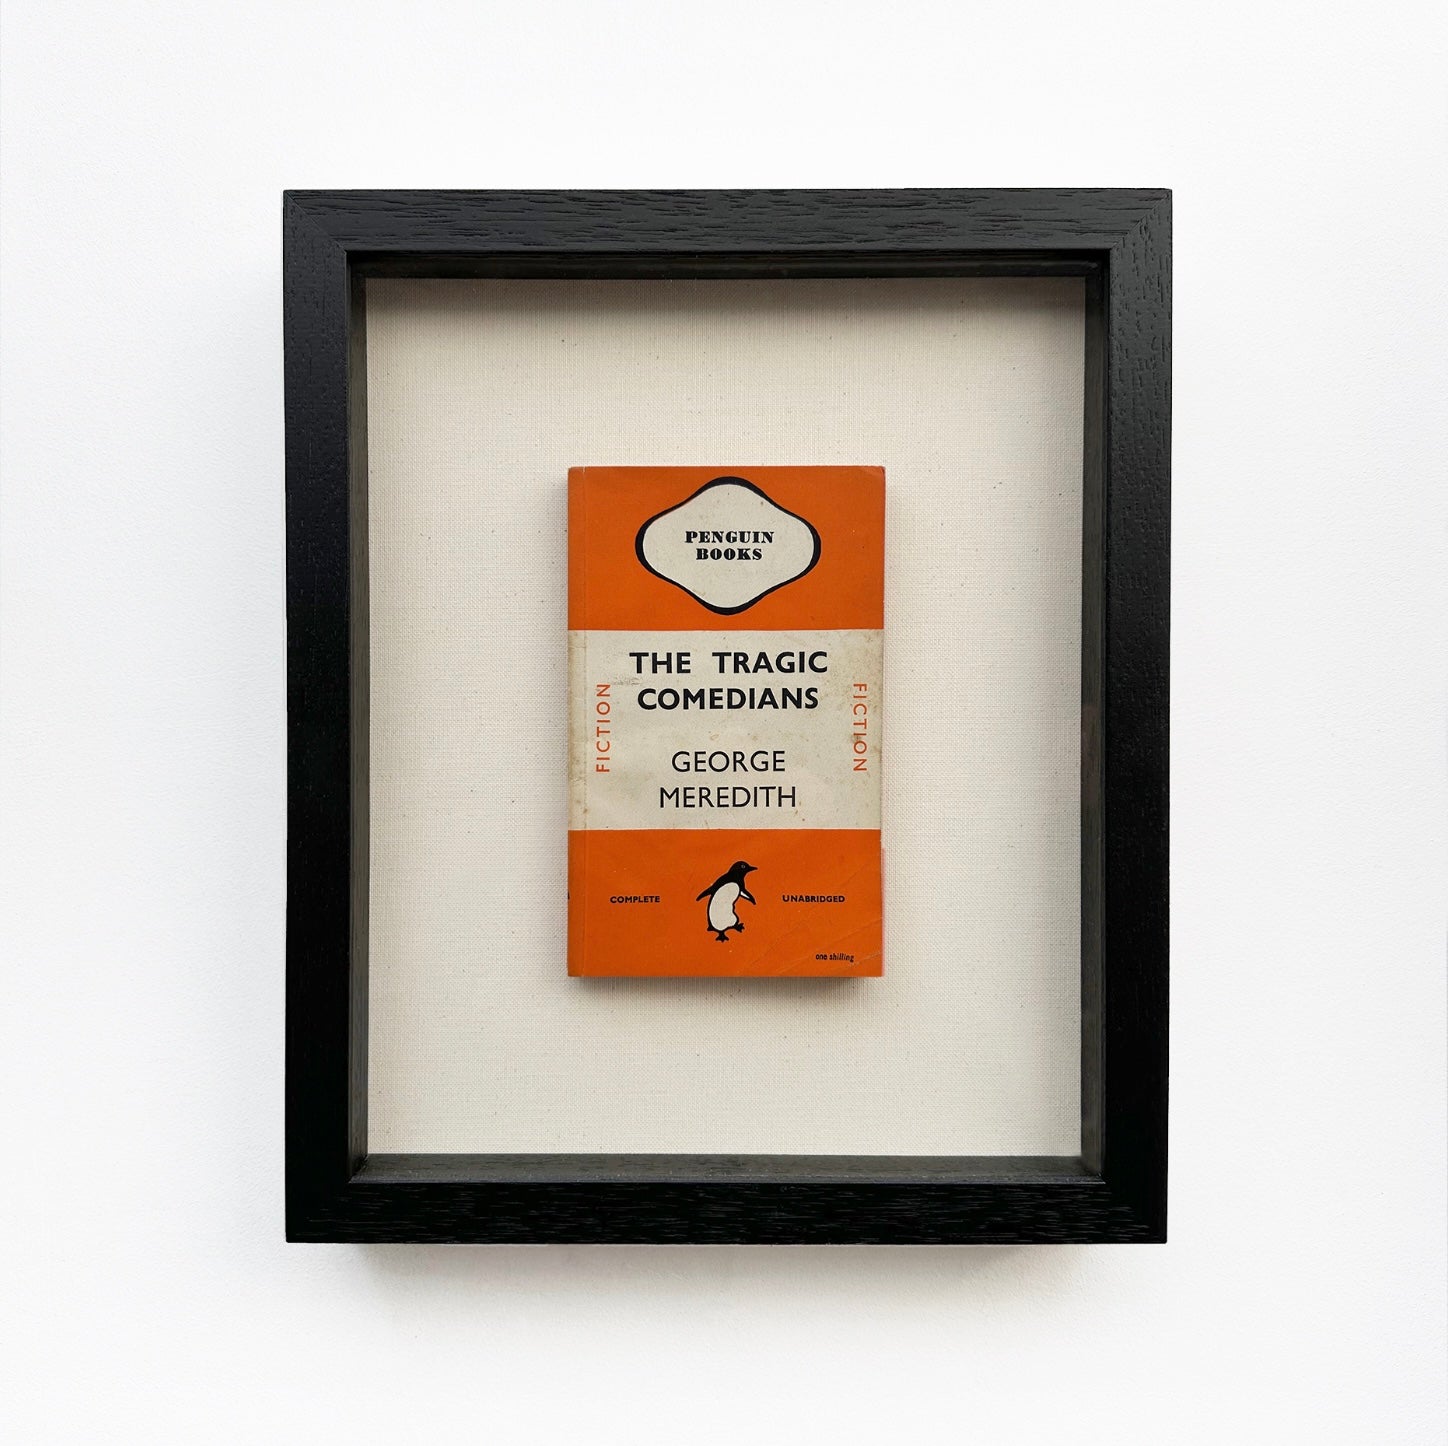 PENGUIN
BOOKS
THE TRAGIC
COMEDIANS
FICTION
FICTION
GEORGE
MEREDITH
COMPLETE
UNABRIDGED
one shilling